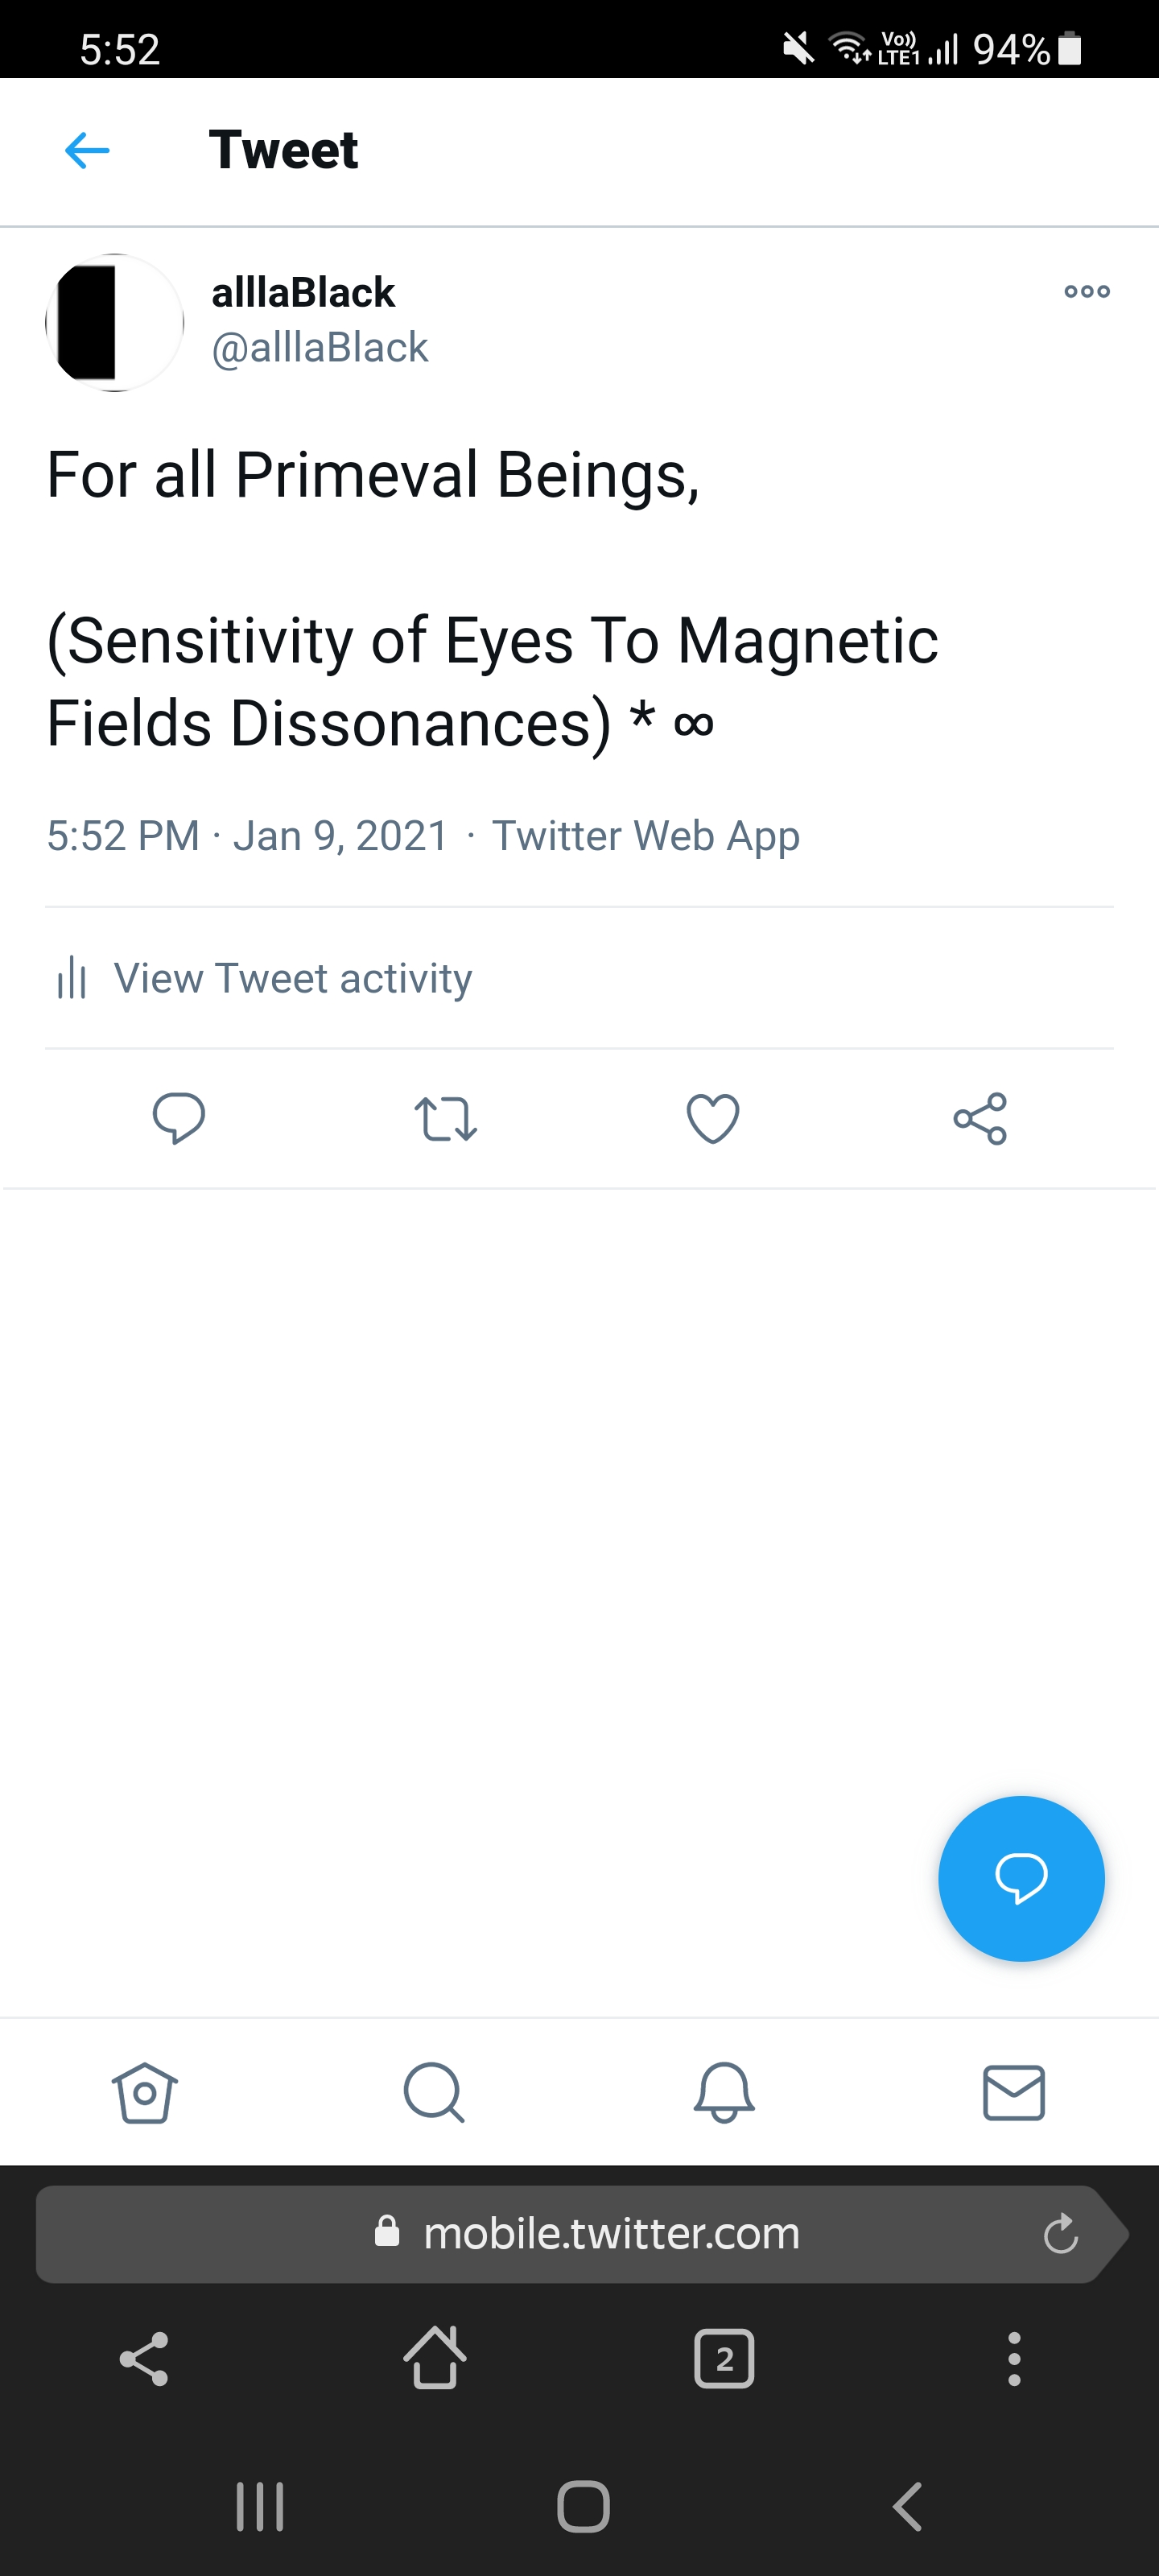 5:52
Vo)) LTE1 94%
Tweet
alllaBlack
@alllaBlack
For all Primeval Beings,
(Sensitivity of Eyes To Magnetic
Fields Dissonances) * ∞
5:52 PM · Jan 9, 2021 · Twitter Web App
View Tweet activity
mobile.twitter.com
2